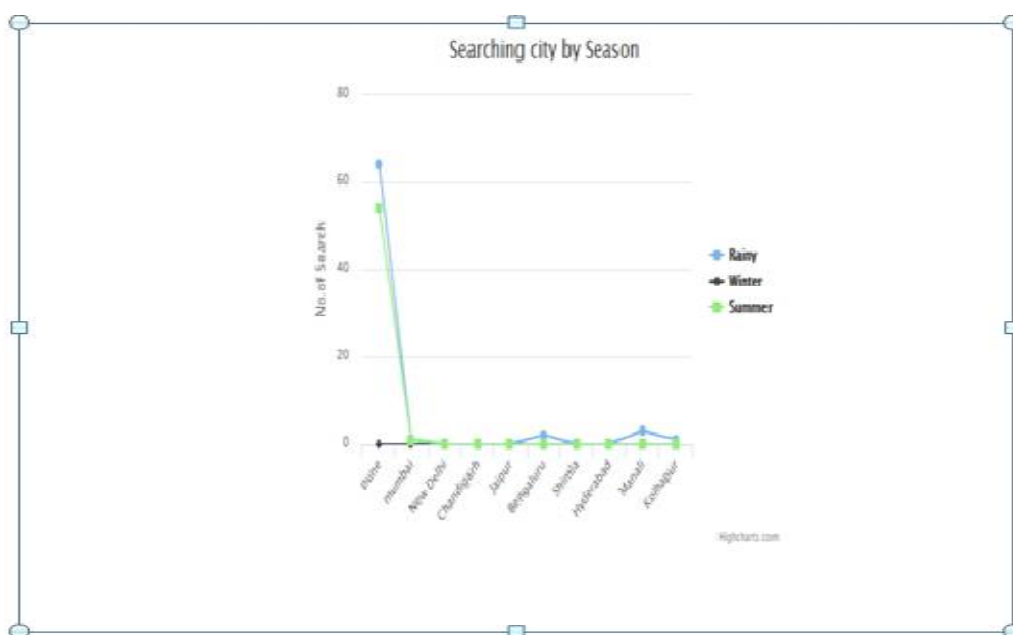 Searching city by Season
80
60
40
20
0
No. of Search
Pune
mumbai
New Delhi
Chandigarh
Jaipur
Bengaluru
Shimla
Hyderabad
Manali
Kolhapur
Rainy
Winter
Summer
Highcharts.com